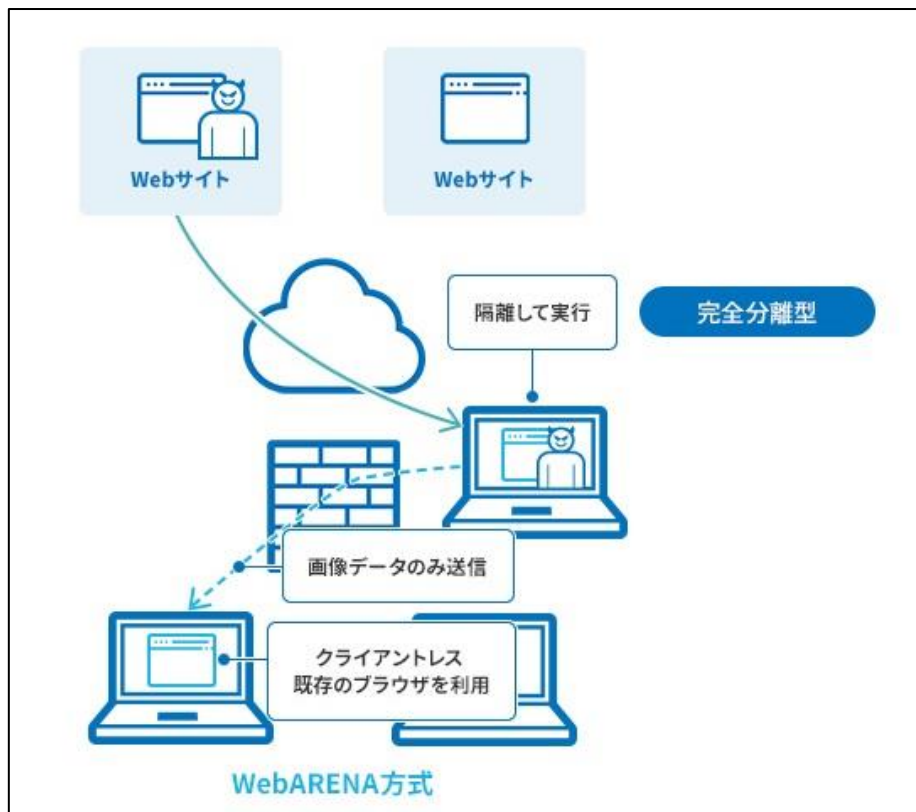 Webサイト
Webサイト
隔離して実行
完全分離型
画像データのみ送信
クライアントレス
既存のブラウザを利用
WebARENA方式